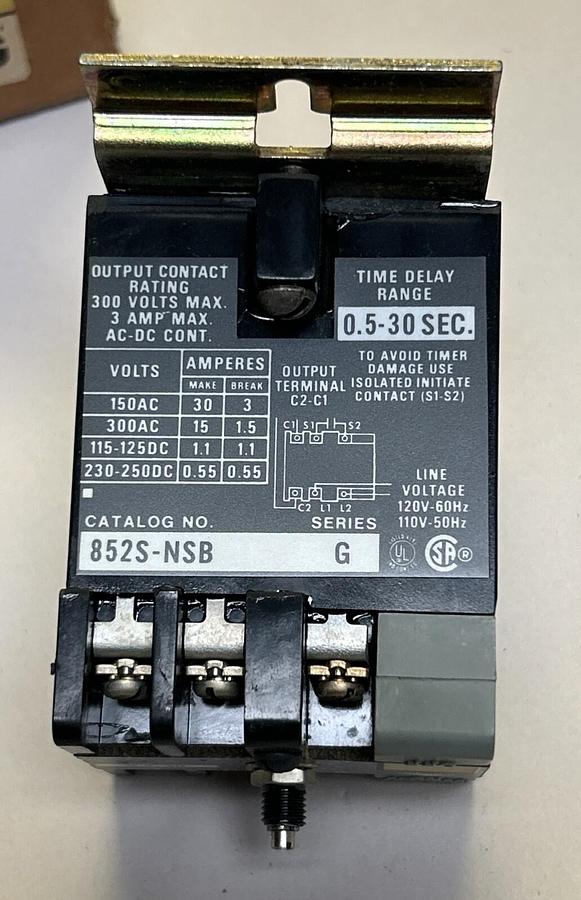 OUTPUT CONTACT
RATING
300 VOLTS MAX.
3 AMP MAX.
AC-DC CONT.
TIME DELAY
RANGE
0.5-30 SEC.
TO AVOID TIMER
DAMAGE USE
ISOLATED INITIATE
CONTACT (S1-S2)
VOLTS AMPERES
MAKE BREAK
150AC 30 3
300AC 15 1.5
115-125DC 1.1 1.1
230-250DC 0.55 0.55
OUTPUT
TERMINAL
C2-C1
C1 S1 S2
C2 L1 L2
LINE
VOLTAGE
120V-60Hz
110V-50Hz
CATALOG NO. SERIES
852S-NSB G
UL
SA ®